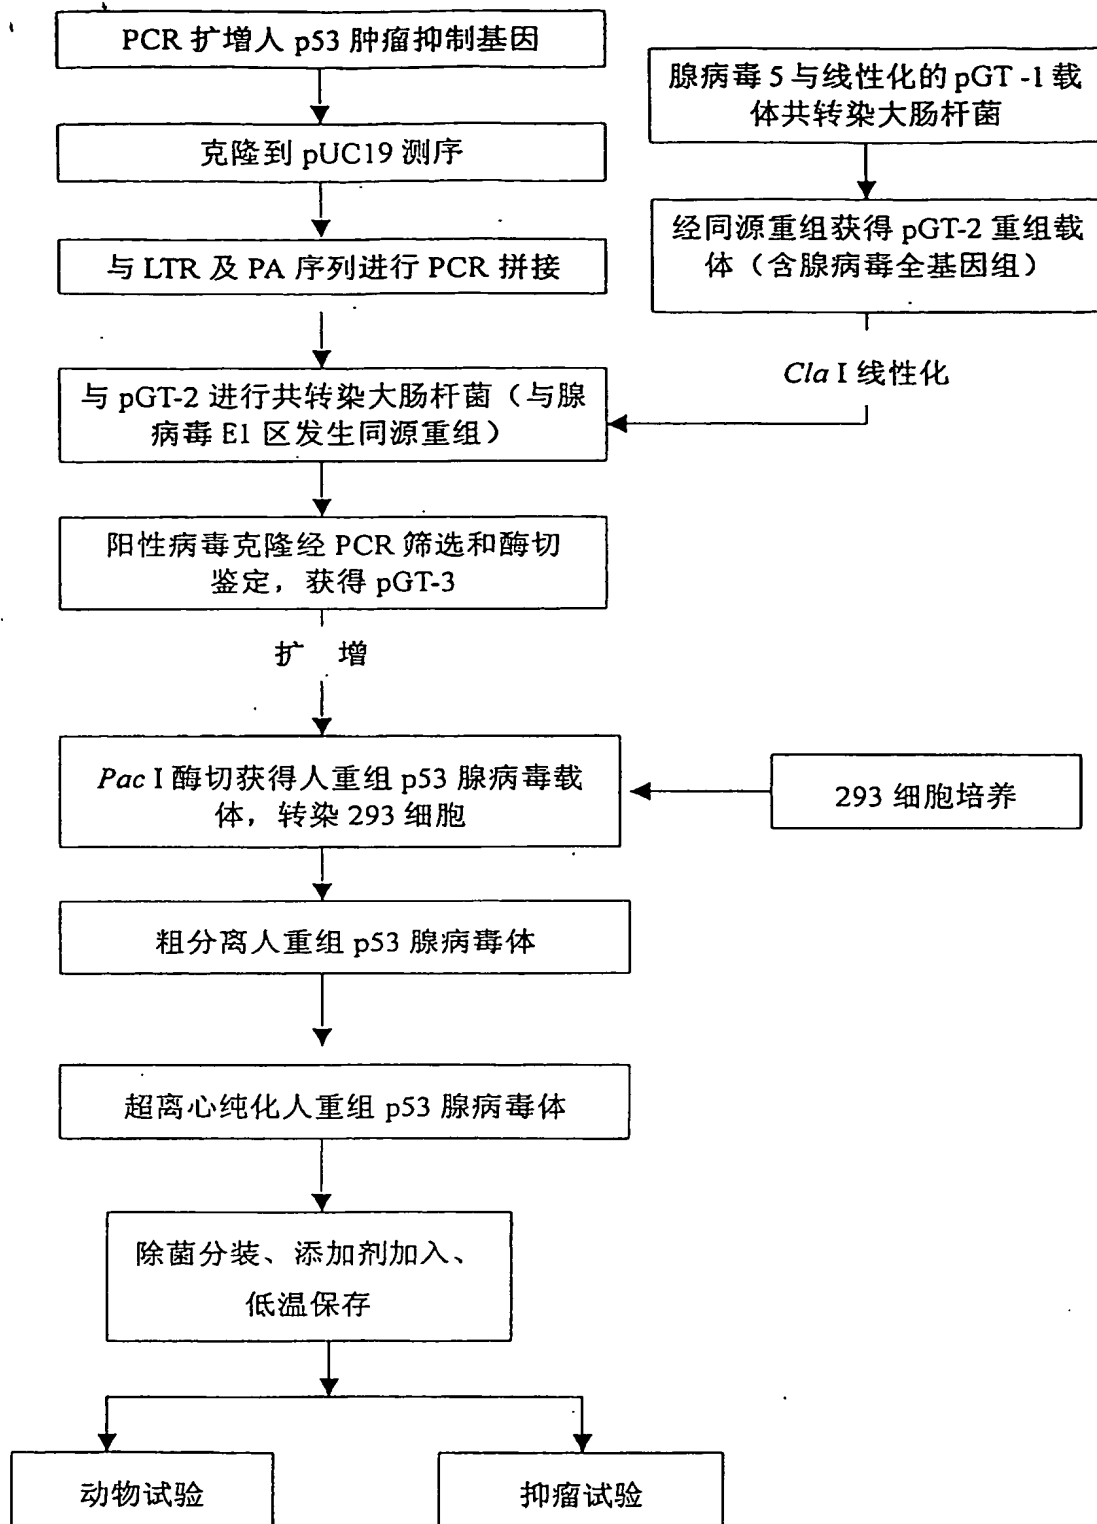 PCR 扩增人 p53 肿瘤抑制基因
腺病毒 5 与线性化的 pGT -1 载
体共转染大肠杆菌
克隆到 pUC19 测序
经同源重组获得 pGT-2 重组载
体（含腺病毒全基因组）
与 LTR 及 PA 序列进行 PCR 拼接
Cla I 线性化
与 pGT-2 进行共转染大肠杆菌（与腺
病毒 E1 区发生同源重组）
阳性病毒克隆经 PCR 筛选和酶切
鉴定，获得 pGT-3
扩 增
Pac I 酶切获得人重组 p53 腺病毒载
体，转染 293 细胞
293 细胞培养
粗分离人重组 p53 腺病毒体
超离心纯化人重组 p53 腺病毒体
除菌分装、添加剂加入、
低温保存
动物试验
抑瘤试验